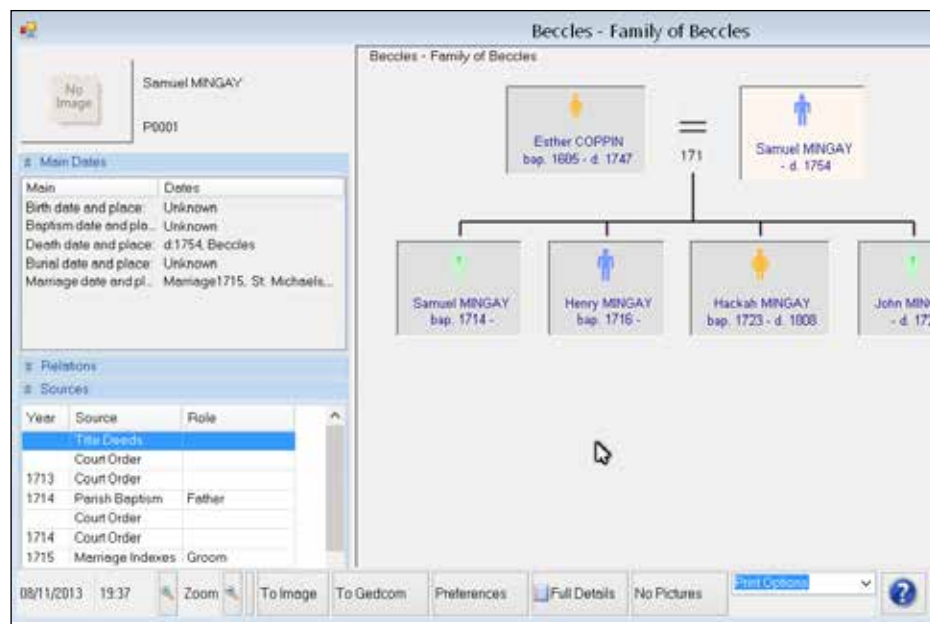 Beccles - Family of Beccles
Beccles - Family of Beccles
No
Image
Samuel MINGAY
P0001
Main Dates
Main Dates
Birth date and place: Unknown
Baptism date and pla... Unknown
Death date and place: d.1754, Beccles
Burial date and place: Unknown
Marriage date and pl... Marriage1715, St. Michaels...
Relations
Sources
Year Source Role
Title Deeds
Court Order
1713 Court Order
1714 Parish Baptism Father
Court Order
1714 Court Order
1715 Marriage Indexes Groom
Esther COPPIN
bap. 1695 - d. 1747
171
Samuel MINGAY
- d. 1754
Samuel MINGAY
bap. 1714 -
Henry MINGAY
bap. 1716 -
Hackah MINGAY
bap. 1723 - d. 1808
John MIN
- d. 17
08/11/2013 19:37 Zoom To Image To Gedcom Preferences Full Details No Pictures Print Options